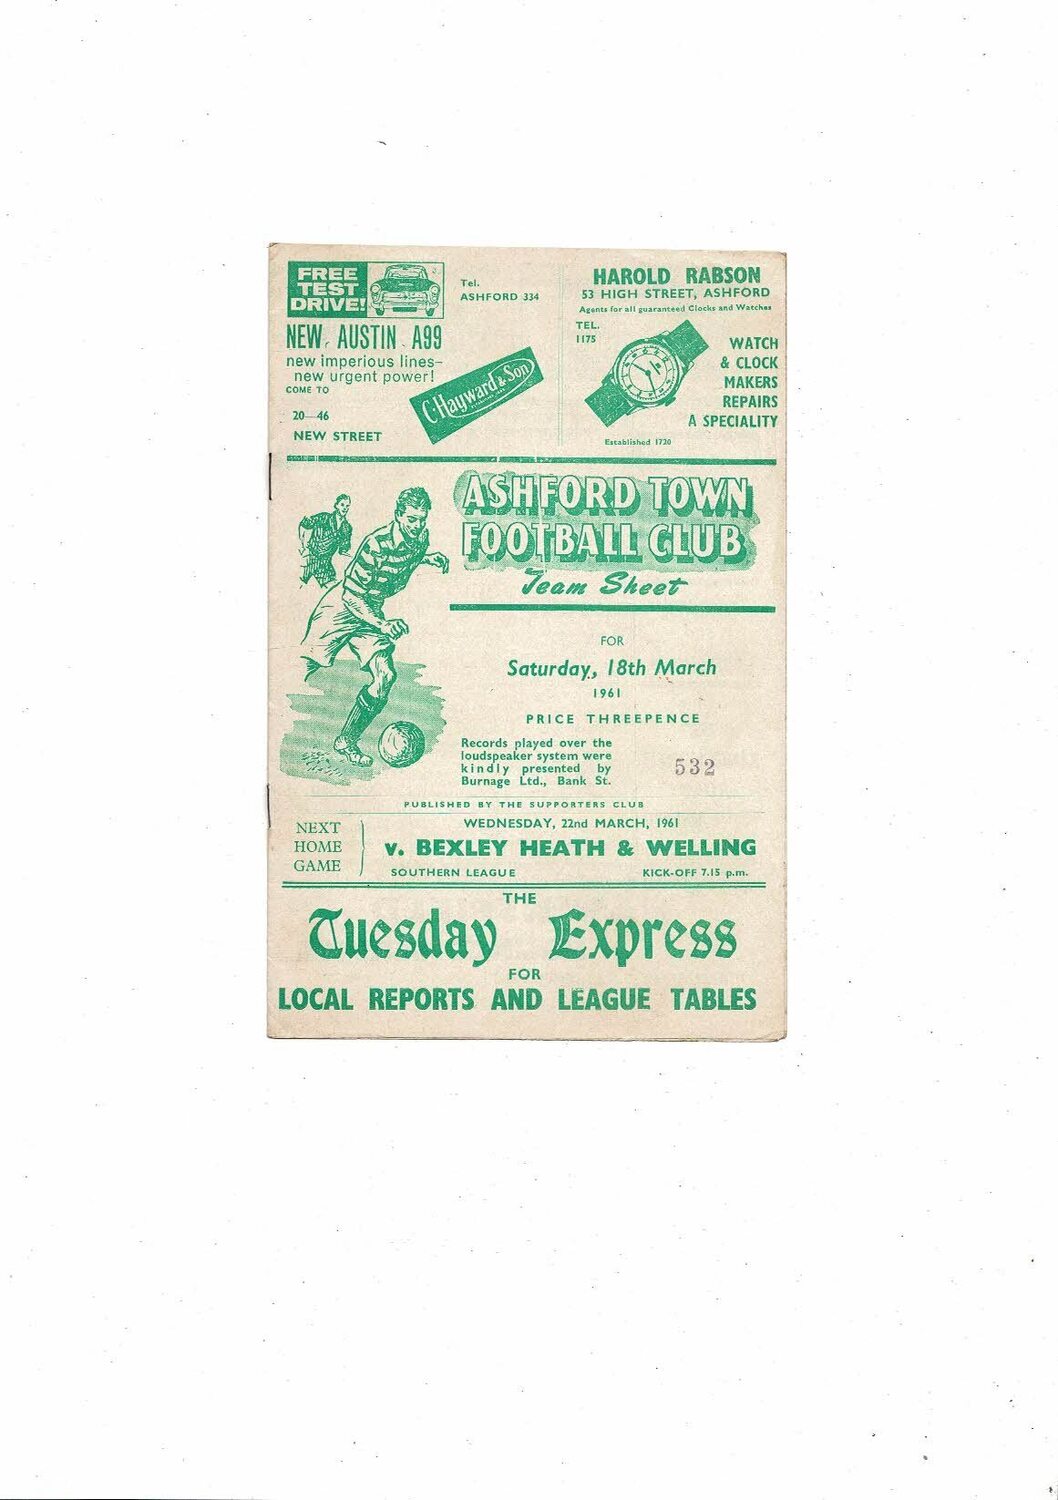 FREE
TEST
DRIVE!
NEW AUSTIN A99
new imperious lines—
new urgent power!
COME TO
20—46
NEW STREET
Tel.
ASHFORD 334
C. Hayward & Son
HAROLD RABSON
53 HIGH STREET, ASHFORD
Agents for all guaranteed Clocks and Watches
TEL.
1175
WATCH
& CLOCK
MAKERS
REPAIRS
A SPECIALITY
Established 1720
ASHFORD TOWN
FOOTBALL CLUB
Team Sheet
FOR
Saturday, 18th March
1961
PRICE THREEPENCE
Records played over the
loudspeaker system were
kindly presented by
Burnage Ltd., Bank St.
532
PUBLISHED BY THE SUPPORTERS CLUB
NEXT
HOME
GAME
WEDNESDAY, 22nd MARCH, 1961
v. BEXLEY HEATH & WELLING
SOUTHERN LEAGUE KICK-OFF 7.15 p.m.
THE
Tuesday Express
FOR
LOCAL REPORTS AND LEAGUE TABLES